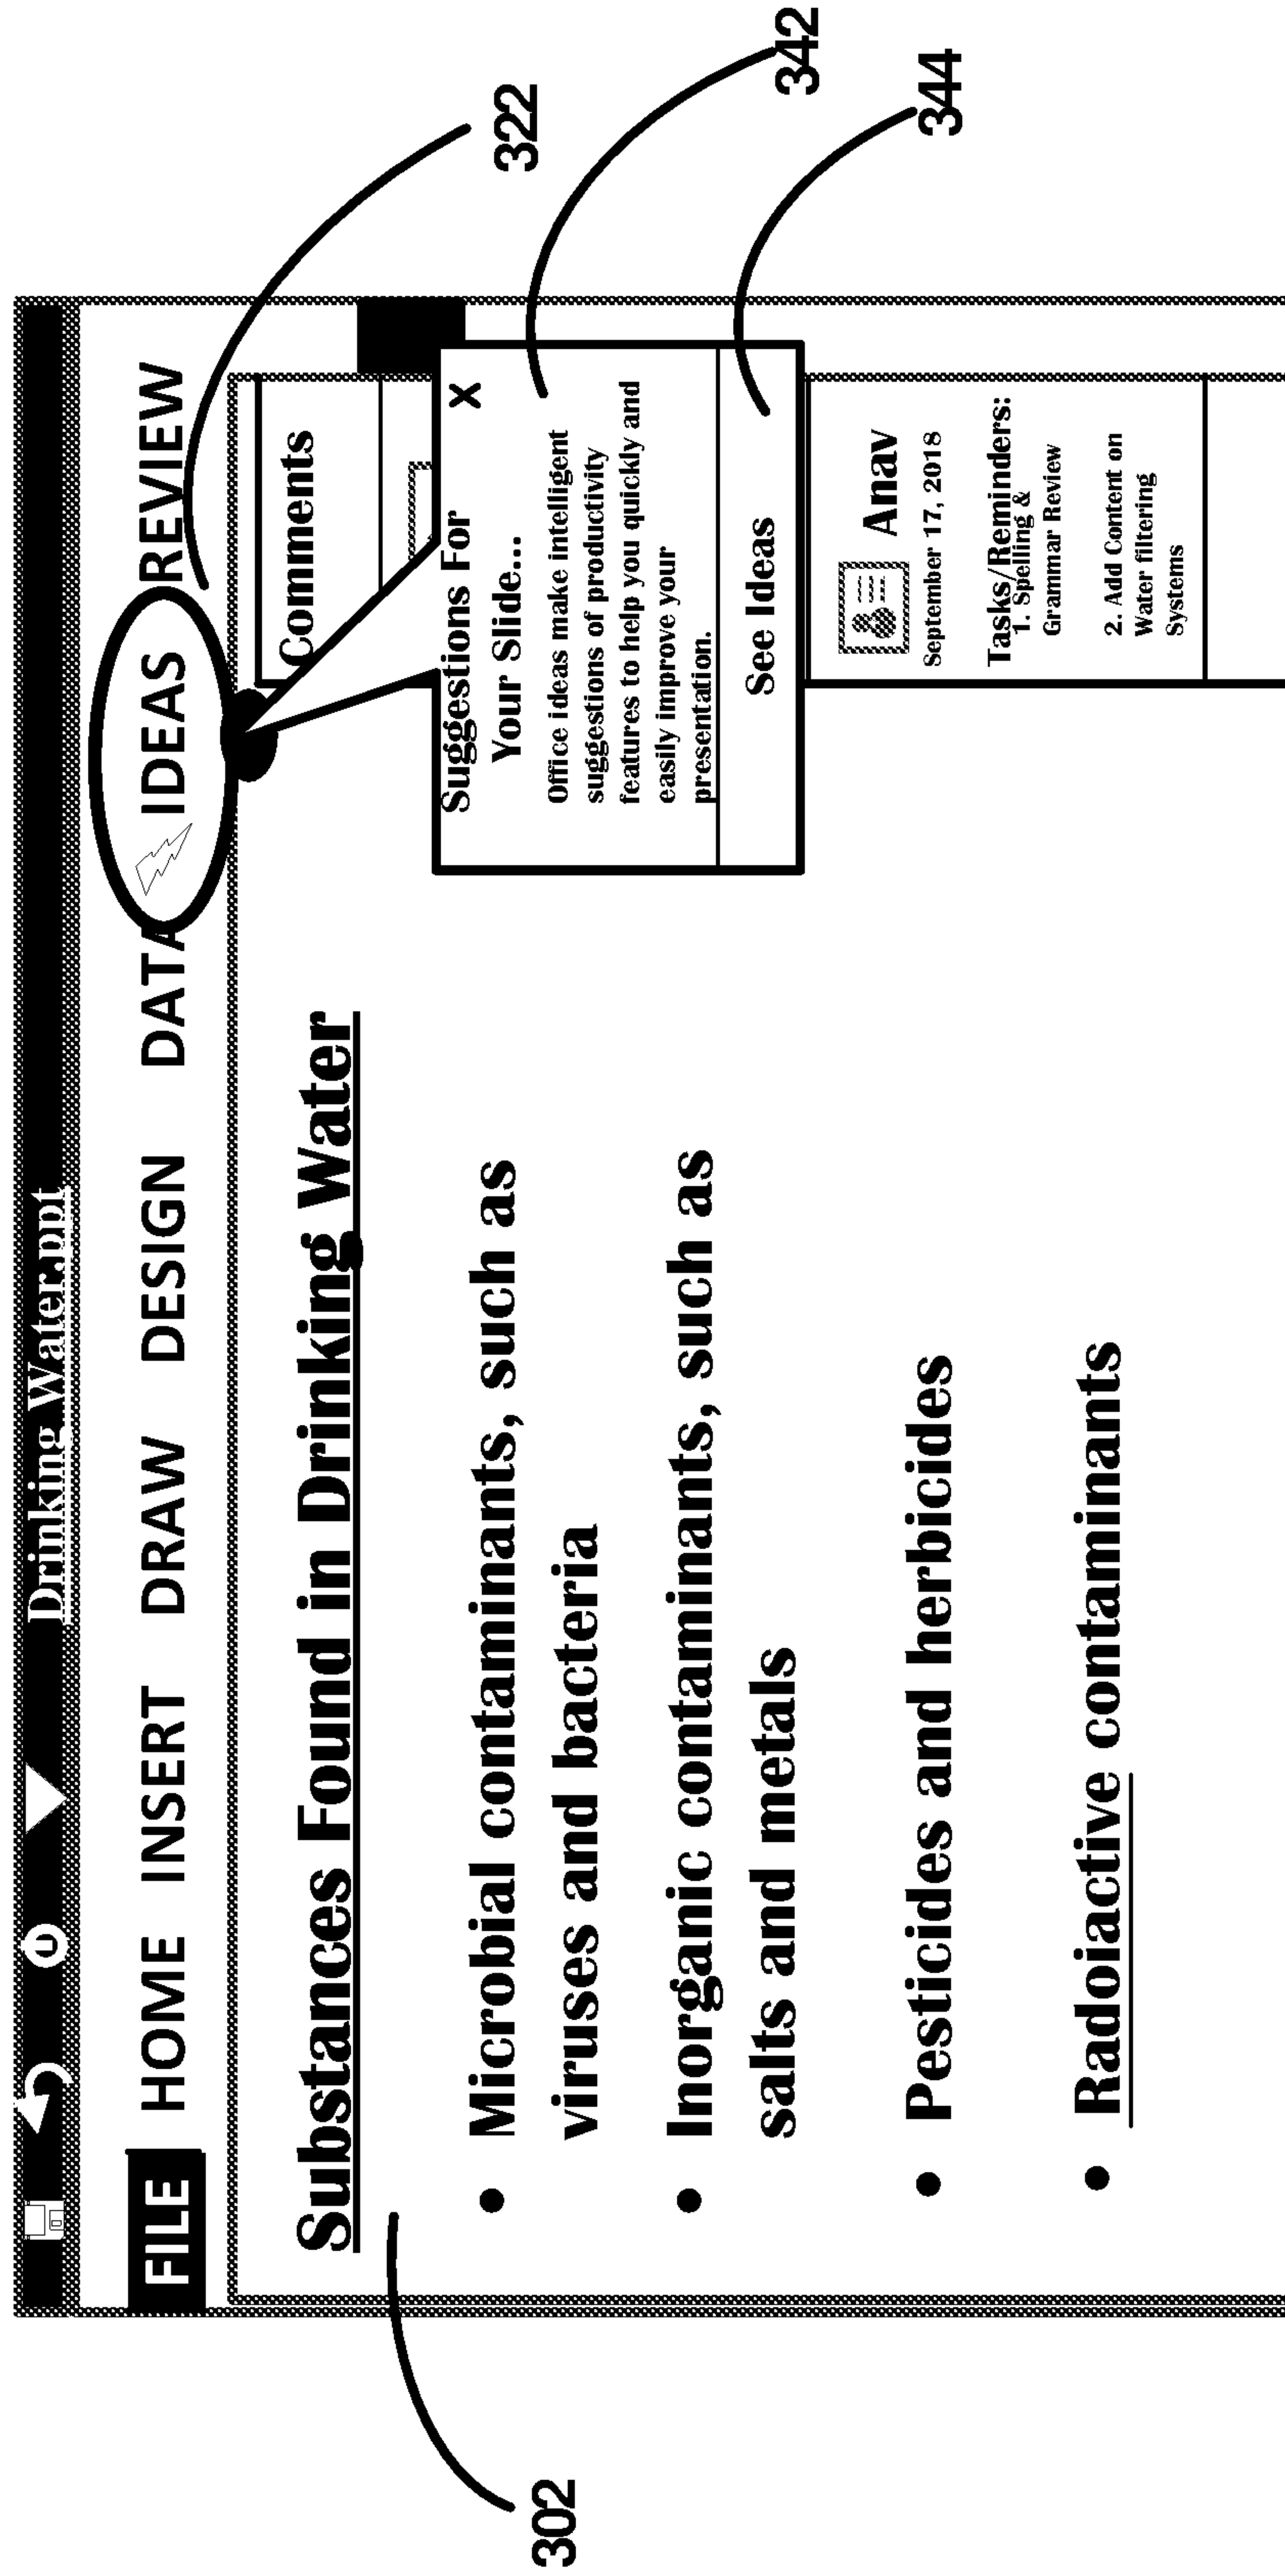 Drinking Water.ppt
FILE HOME INSERT DRAW DESIGN DATA IDEAS REVIEW
322
Substances Found in Drinking Water
302
Microbial contaminants, such as
viruses and bacteria
Inorganic contaminants, such as
salts and metals
Pesticides and herbicides
Radoiactive contaminants
Comments
Suggestions For X
Your Slide...
Office ideas make intelligent
suggestions of productivity
features to help you quickly and
easily improve your
presentation.
342
See Ideas
344
Anav
September 17, 2018
Tasks/Reminders:
1. Spelling &
Grammar Review
2. Add Content on
Water filtering
Systems